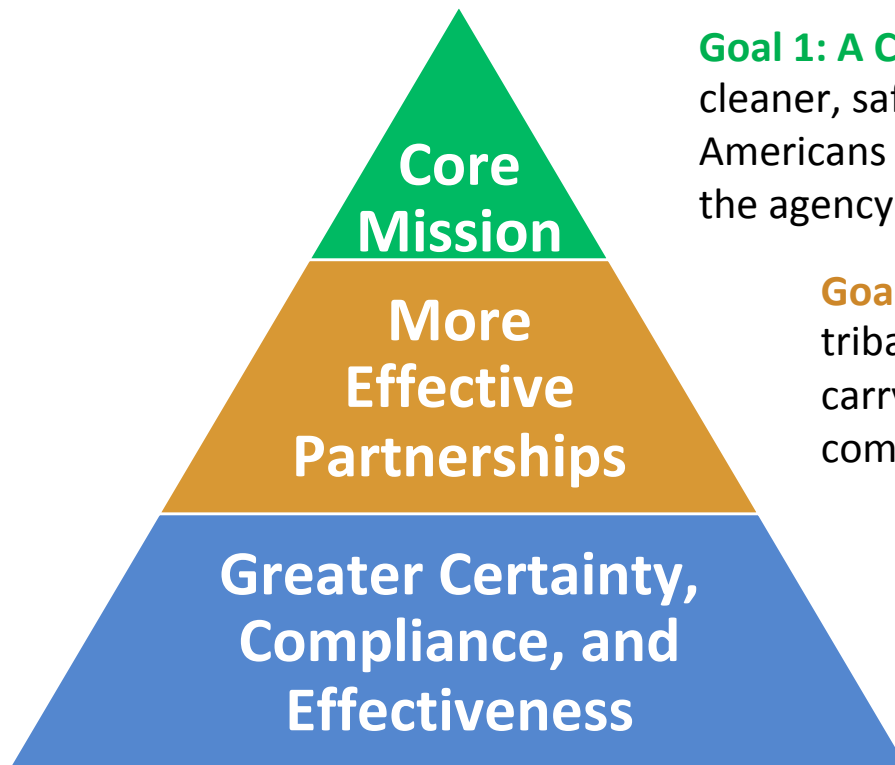 Core
Mission
More
Effective
Partnerships
Greater Certainty,
Compliance, and
Effectiveness
Goal 1: A C
cleaner, saf
Americans
the agency
Goa
triba
carry
com